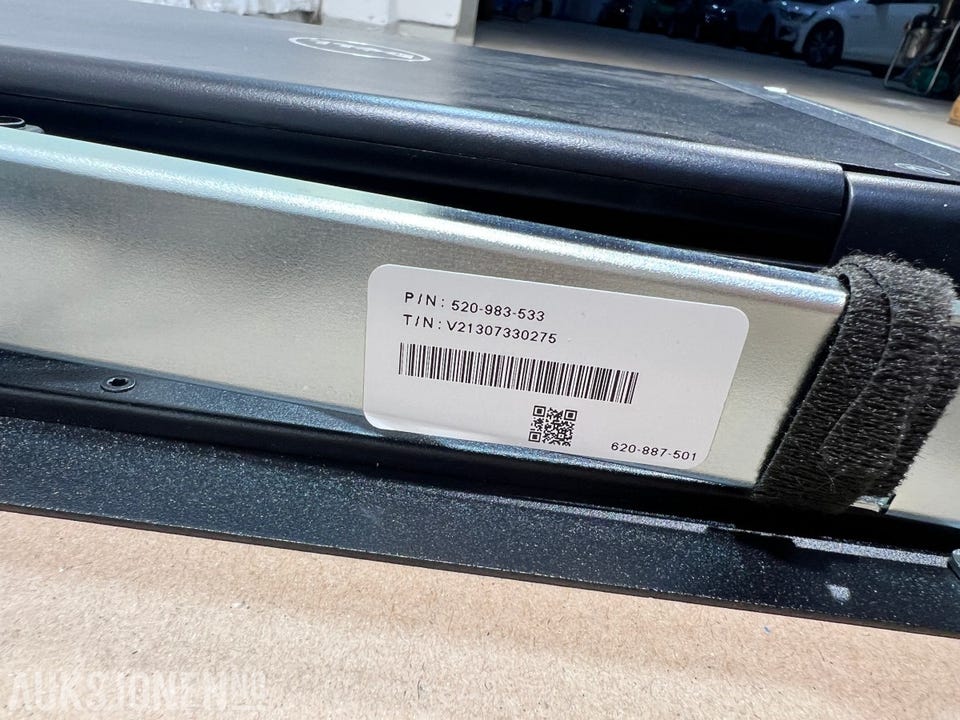 P/N: 520-983-533
T/N: V21307330275
620-887-501
AUKSJONEN.NO